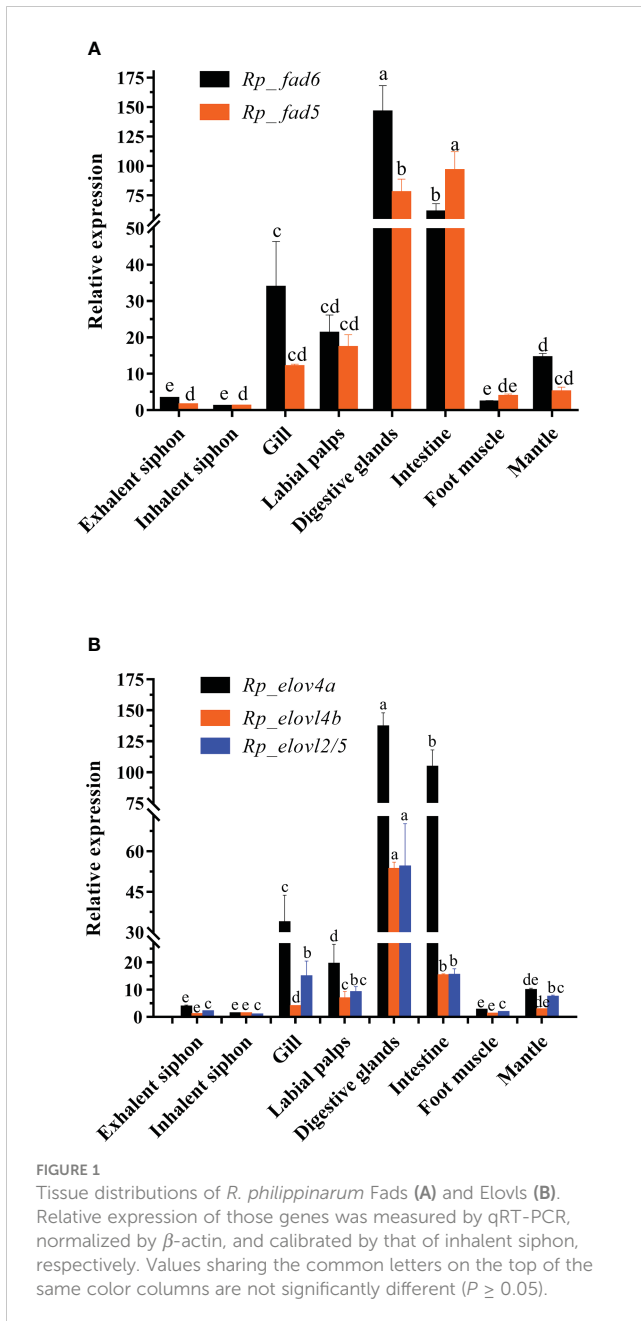 A
175
150
125
100
75
50
40
30
20
10
0
Relative expression
Rp_fad6
Rp_fad5
e d
e d
c cd
cd cd
a b
b a
e de
d cd
Exhalent siphon
Inhalent siphon
Gill
Labial palps
Digestive glands
Intestine
Foot muscle
Mantle
B
175
150
125
100
75
60
45
30
20
10
0
Relative expression
Rp_elov4a
Rp_elovl4b
Rp_elovl2/5
e e c
e e c
c d b
d c bc
a a a
b b b
e e c
de de bc
Exhalent siphon
Inhalent siphon
Gill
Labial palps
Digestive glands
Intestine
Foot muscle
Mantle
FIGURE 1
Tissue distributions of R. philippinarum Fads (A) and Elovls (B).
Relative expression of those genes was measured by qRT-PCR,
normalized by β-actin, and calibrated by that of inhalent siphon,
respectively. Values sharing the common letters on the top of the
same color columns are not significantly different (P ≥ 0.05).